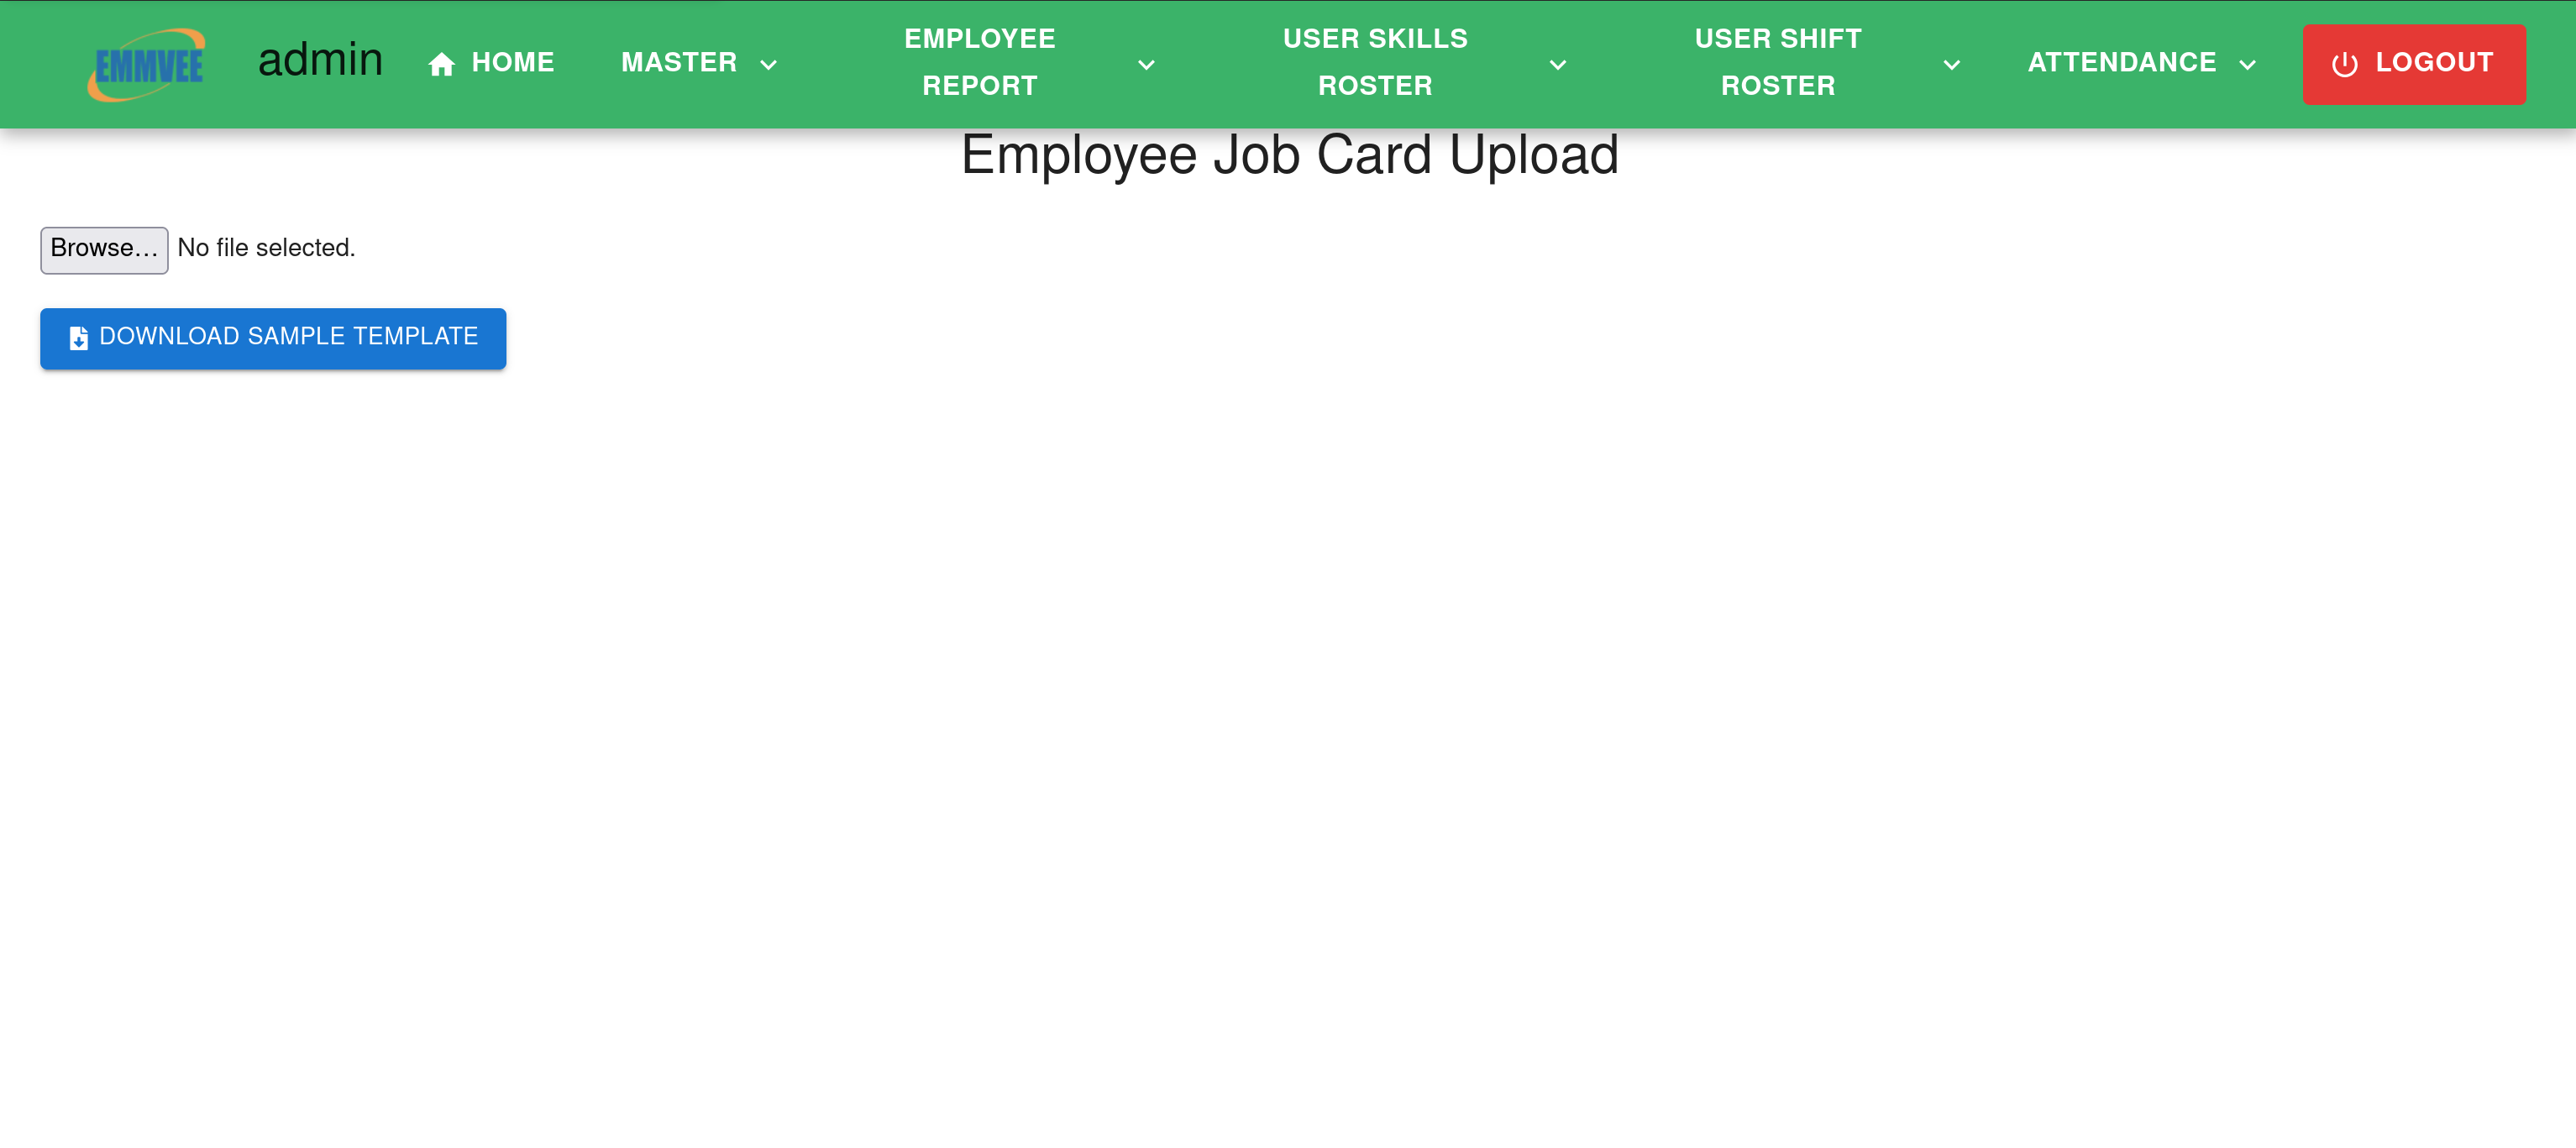 EMMVEE
admin
HOME
MASTER
EMPLOYEE
REPORT
USER SKILLS
ROSTER
USER SHIFT
ROSTER
ATTENDANCE
LOGOUT
Employee Job Card Upload
Browse...
No file selected.
DOWNLOAD SAMPLE TEMPLATE